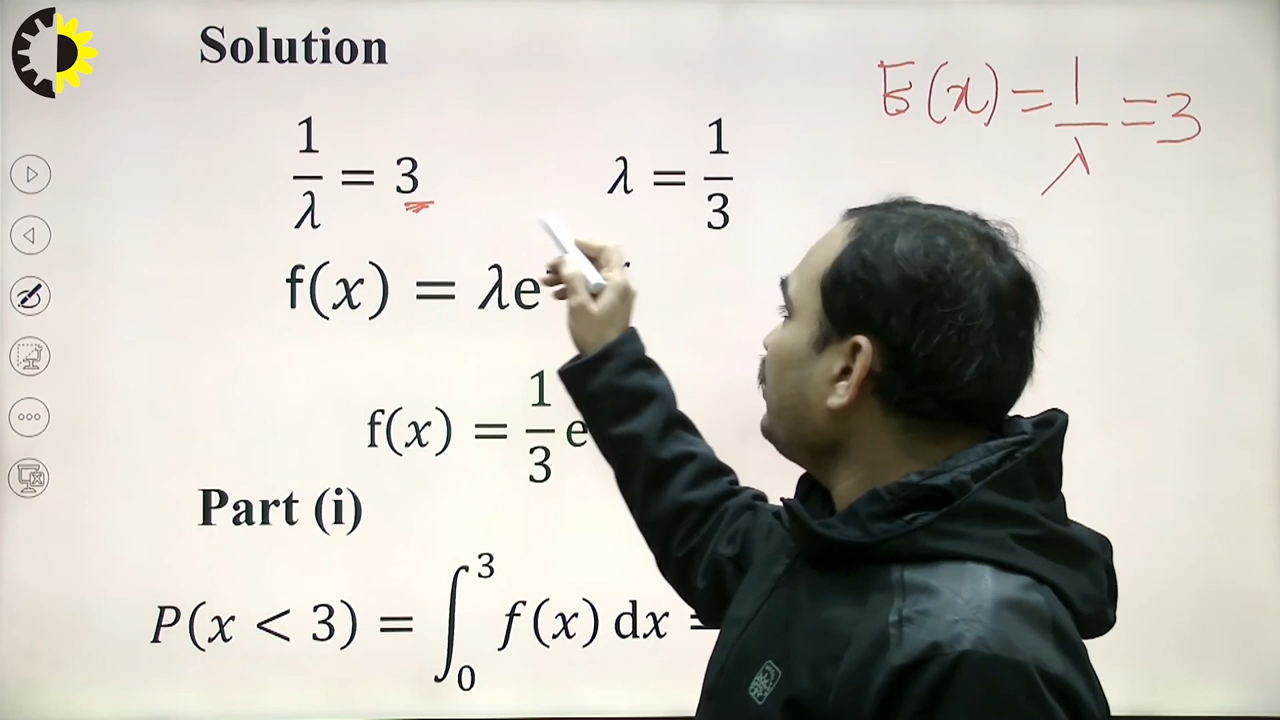 Solution
E(x) = 1/λ = 3
1/λ = 3 λ = 1/3
f(x) = λe
f(x) = 1/3 e
Part (i)
P(x < 3) = ∫₀³ f(x) dx =